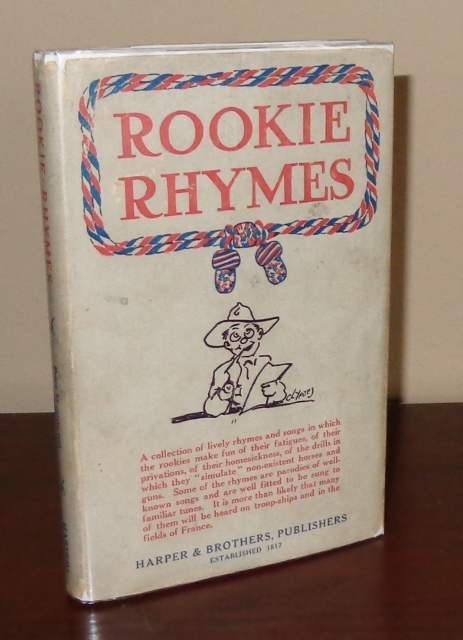 ROOKIE
RHYMES
CLYMES
A collection of lively rhymes and songs in which
the rookies make fun of their fatigues, of their
privations, of their homesickness, of the drills in
which they "simulate" non-existent horses and
guns. Some of the rhymes are parodies of well-
known songs and are well fitted to be sung to
familiar tunes. It is more than likely that many
of them will be heard on troop-ships and in the
fields of France.
HARPER & BROTHERS, PUBLISHERS
ESTABLISHED 1817
ROOKIE RHYMES
HARPER